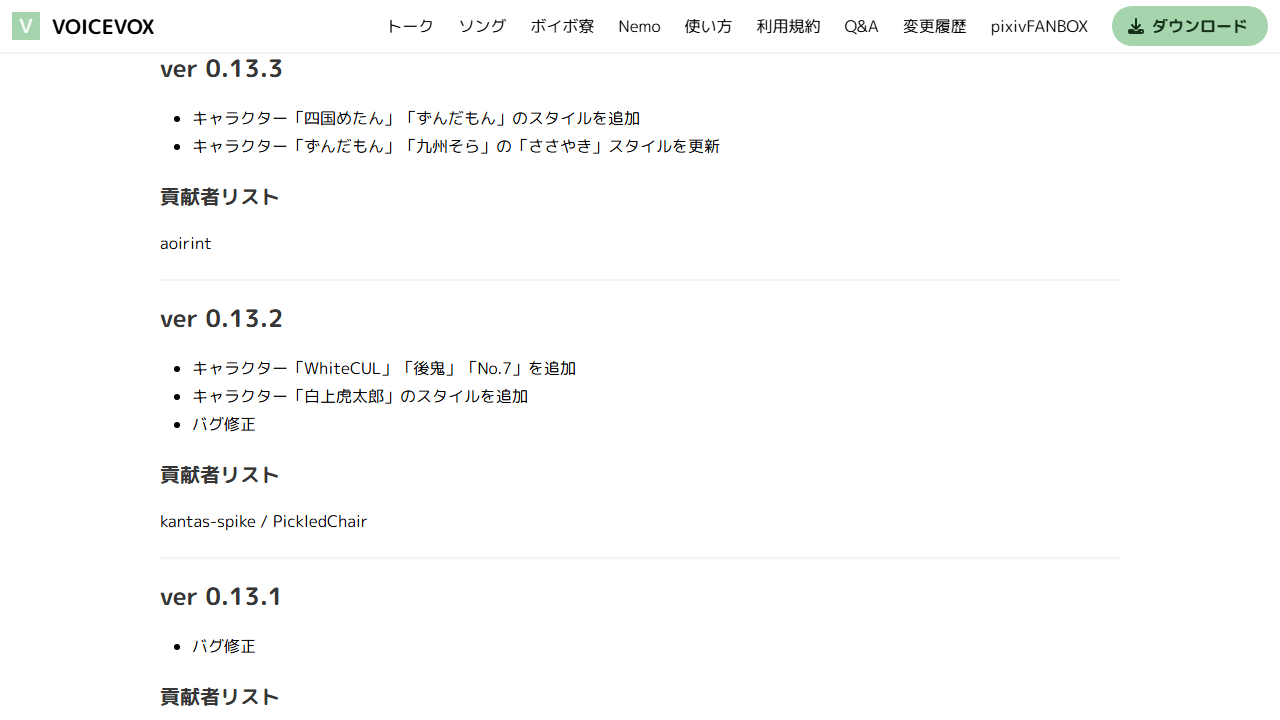 V VOICEVOX トーク ソング ボイボ寮 Nemo 使い方 利用規約 Q&A 変更履歴 pixivFANBOX ダウンロード
ver 0.13.3
キャラクター「四国めたん」「ずんだもん」のスタイルを追加
キャラクター「ずんだもん」「九州そら」の「ささやき」スタイルを更新
貢献者リスト
aoirint
ver 0.13.2
キャラクター「WhiteCUL」「後鬼」「No.7」を追加
キャラクター「白上虎太郎」のスタイルを追加
バグ修正
貢献者リスト
kantas-spike / PickledChair
ver 0.13.1
バグ修正
貢献者リスト